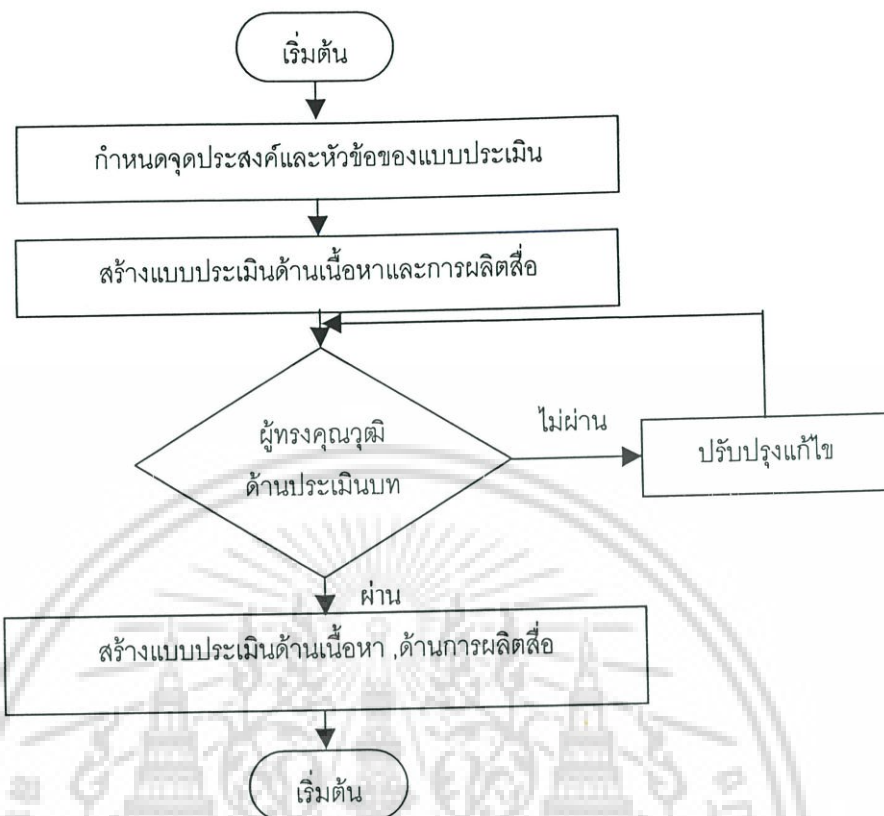 เริ่มต้น
กำหนดจุดประสงค์และหัวข้อของแบบประเมิน
สร้างแบบประเมินด้านเนื้อหาและการผลิตสื่อ
ผู้ทรงคุณวุฒิ
ด้านประเมินบท
ไม่ผ่าน
ปรับปรุงแก้ไข
ผ่าน
สร้างแบบประเมินด้านเนื้อหา ,ด้านการผลิตสื่อ
เริ่มต้น